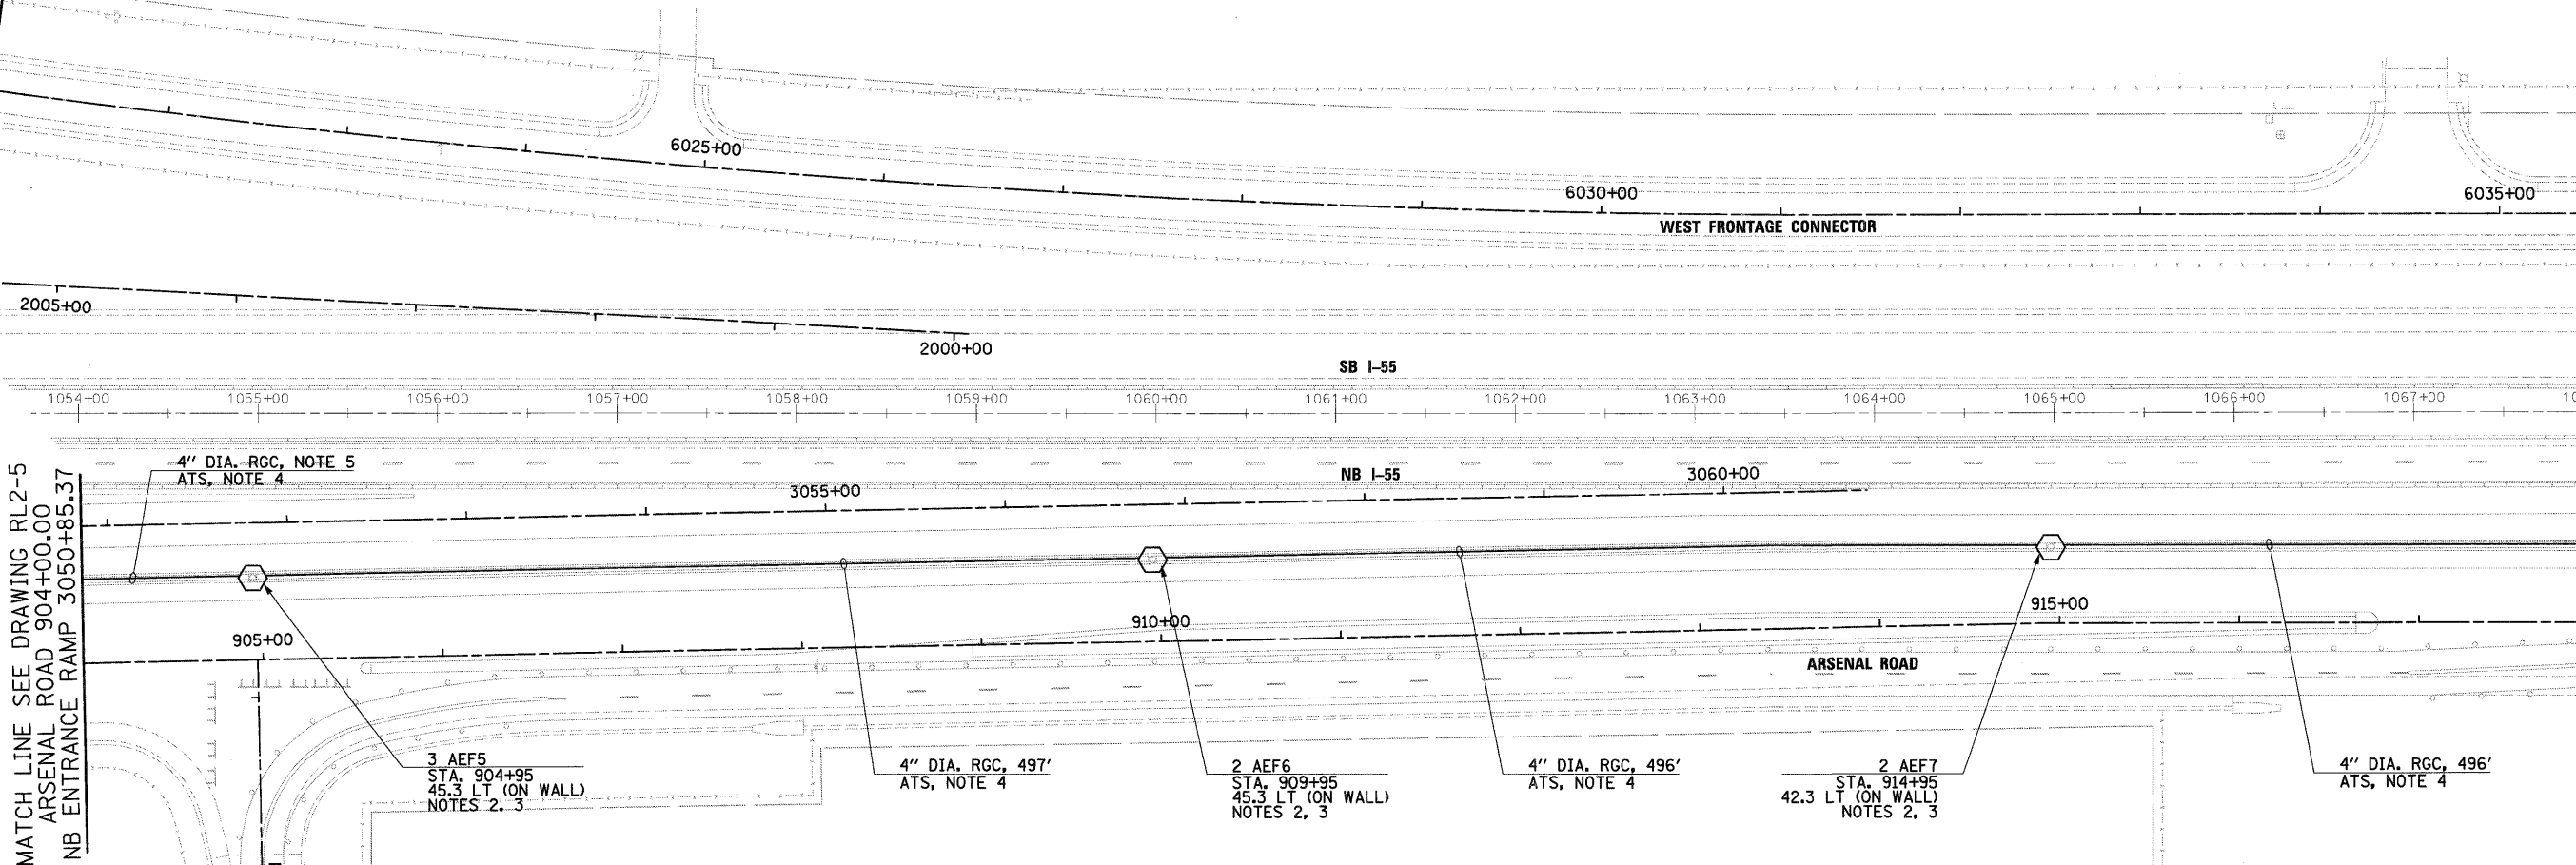 6025+00
6030+00
6035+00
WEST FRONTAGE CONNECTOR
2005+00
2000+00
SB I-55
1054+00
1055+00
1056+00
1057+00
1058+00
1059+00
1060+00
1061+00
1062+00
1063+00
1064+00
1065+00
1066+00
1067+00
MATCH LINE SEE DRAWING RL2-5
ARSENAL ROAD 904+00.00
NB ENTRANCE RAMP 3050+85.37
4" DIA. RGC, NOTE 5
ATS, NOTE 4
NB I-55
3055+00
3060+00
905+00
910+00
915+00
ARSENAL ROAD
3 AEF5
STA. 904+95
45.3 LT (ON WALL)
NOTES 2. 3
4" DIA. RGC, 497'
ATS, NOTE 4
2 AEF6
STA. 909+95
45.3 LT (ON WALL)
NOTES 2, 3
4" DIA. RGC, 496'
ATS, NOTE 4
2 AEF7
STA. 914+95
42.3 LT (ON WALL)
NOTES 2, 3
4" DIA. RGC, 496'
ATS, NOTE 4